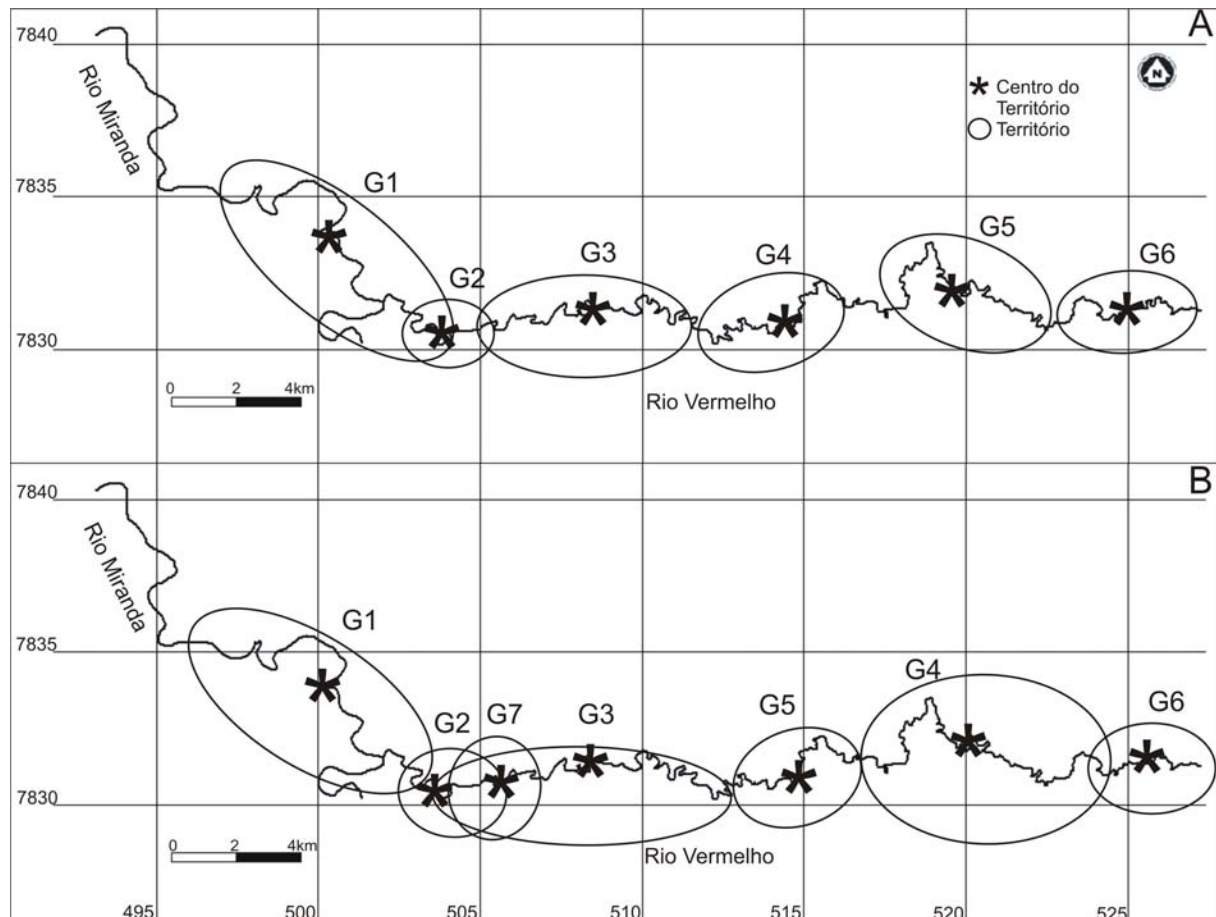 A
7840
Rio Miranda
N
Centro do
Território
Território
7835
G1
G2
G3
G4
G5
G6
7830
0 2 4km
Rio Vermelho
B
7840
Rio Miranda
7835
G1
G2
G7
G3
G5
G4
G6
7830
0 2 4km
Rio Vermelho
495 500 505 510 515 520 525